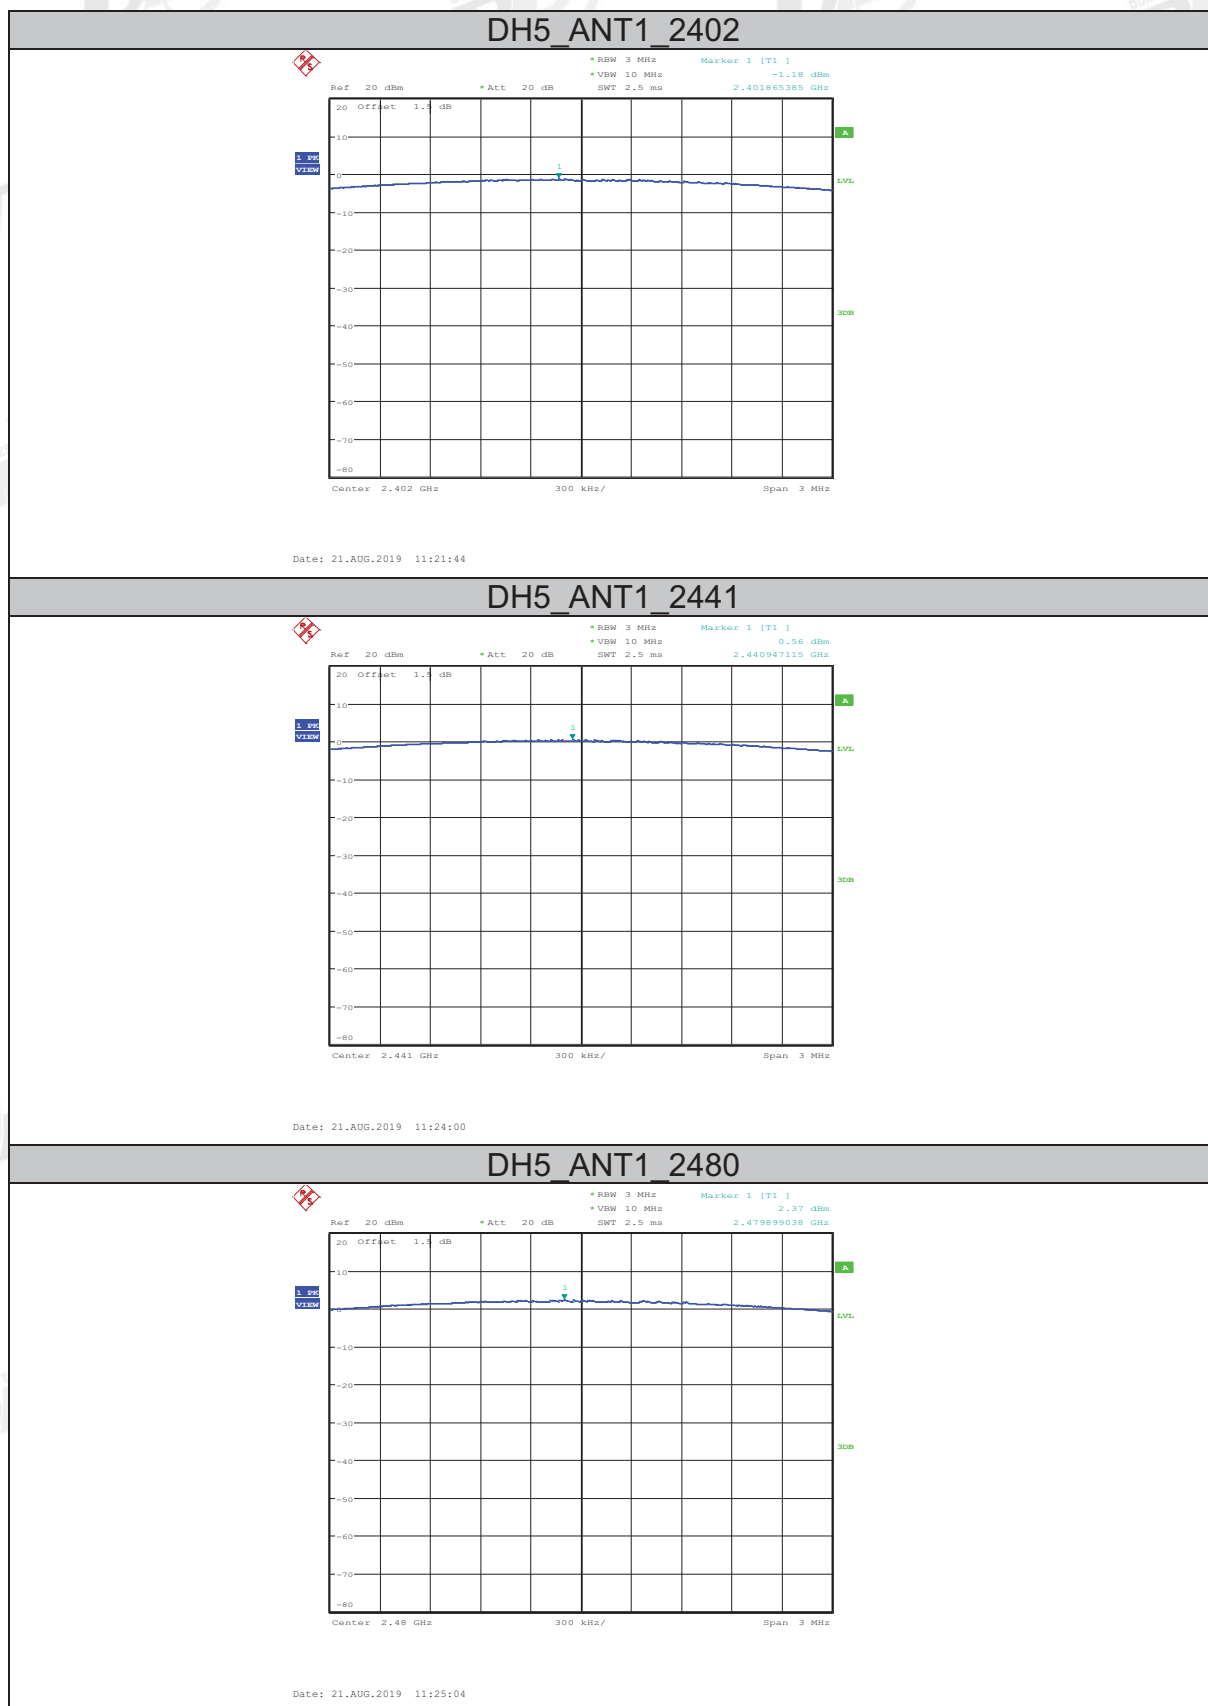 DH5_ANT1_2402
R S
*RBW 3 MHz Marker 1 [T1 ]
*VBW 10 MHz -1.18 dBm
Ref 20 dBm *Att 20 dB SWT 2.5 ms 2.401865385 GHz
20 Offset 1.5 dB
10
A
1 PK
VIEW
1
0
LVL
-10
-20
-30
3DB
-40
-50
-60
-70
-80
Center 2.402 GHz 300 kHz/ Span 3 MHz
Date: 21.AUG.2019 11:21:44
DH5_ANT1_2441
R S
*RBW 3 MHz Marker 1 [T1 ]
*VBW 10 MHz 0.56 dBm
Ref 20 dBm *Att 20 dB SWT 2.5 ms 2.440947115 GHz
20 Offset 1.5 dB
10
A
1 PK
VIEW
1
0
LVL
-10
-20
-30
3DB
-40
-50
-60
-70
-80
Center 2.441 GHz 300 kHz/ Span 3 MHz
Date: 21.AUG.2019 11:24:00
DH5_ANT1_2480
R S
*RBW 3 MHz Marker 1 [T1 ]
*VBW 10 MHz 2.37 dBm
Ref 20 dBm *Att 20 dB SWT 2.5 ms 2.479899038 GHz
20 Offset 1.5 dB
10
A
1 PK
VIEW
1
0
LVL
-10
-20
-30
3DB
-40
-50
-60
-70
-80
Center 2.48 GHz 300 kHz/ Span 3 MHz
Date: 21.AUG.2019 11:25:04